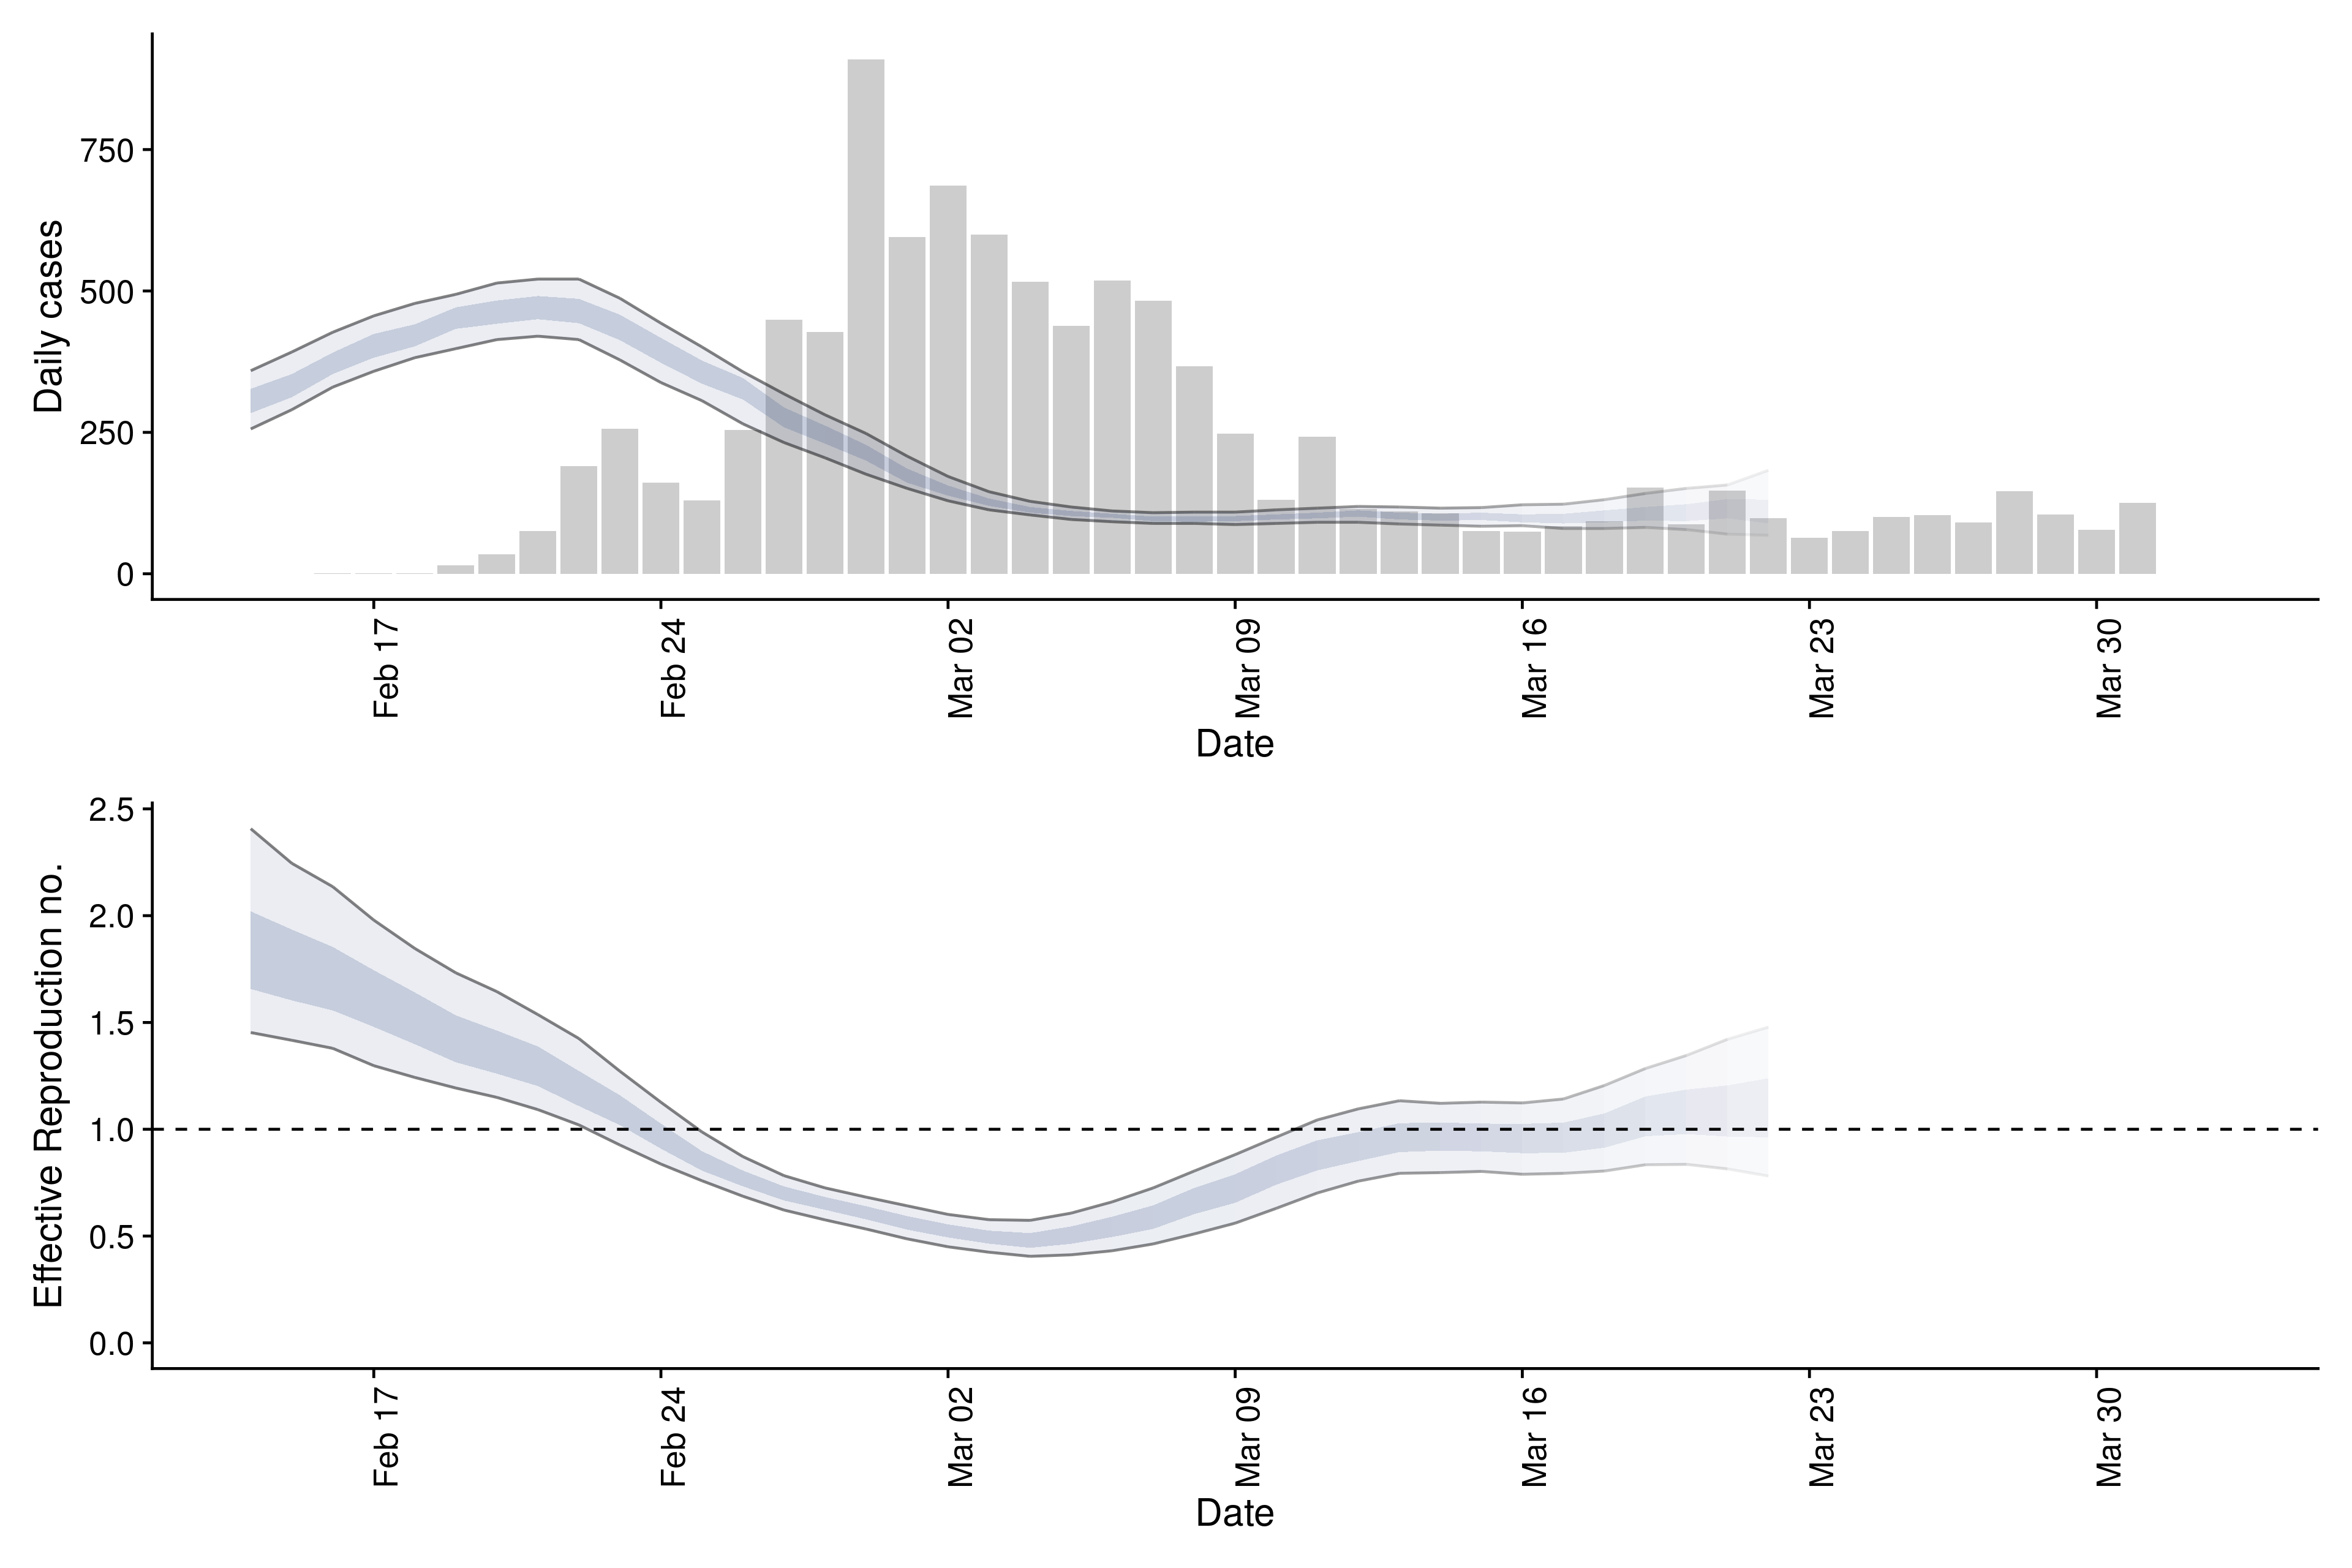 Daily cases
750
500
250
0
Feb 17
Feb 24
Mar 02
Mar 09
Mar 16
Mar 23
Mar 30
Date
Effective Reproduction no.
2.5
2.0
1.5
1.0
0.5
0.0
Feb 17
Feb 24
Mar 02
Mar 09
Mar 16
Mar 23
Mar 30
Date